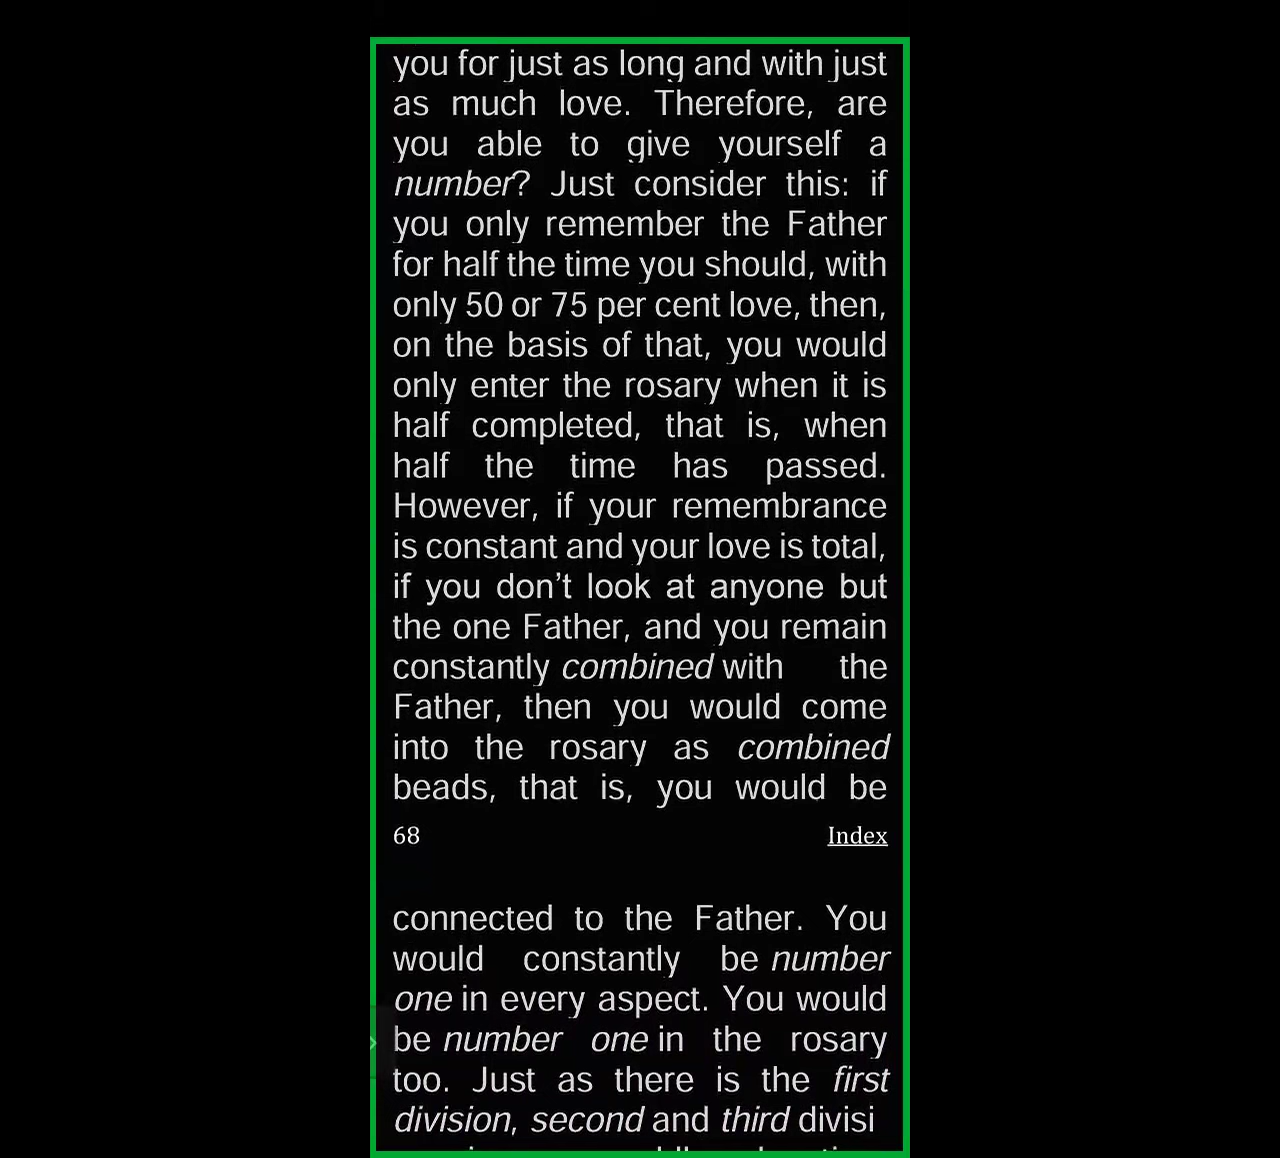 you for just as long and with just
as much love. Therefore, are
you able to give yourself a
number? Just consider this: if
you only remember the Father
for half the time you should, with
only 50 or 75 per cent love, then,
on the basis of that, you would
only enter the rosary when it is
half completed, that is, when
half the time has passed.
However, if your remembrance
is constant and your love is total,
if you don’t look at anyone but
the one Father, and you remain
constantly combined with the
Father, then you would come
into the rosary as combined
beads, that is, you would be
68 Index
connected to the Father. You
would constantly be number
one in every aspect. You would
be number one in the rosary
too. Just as there is the first
division, second and third divisi